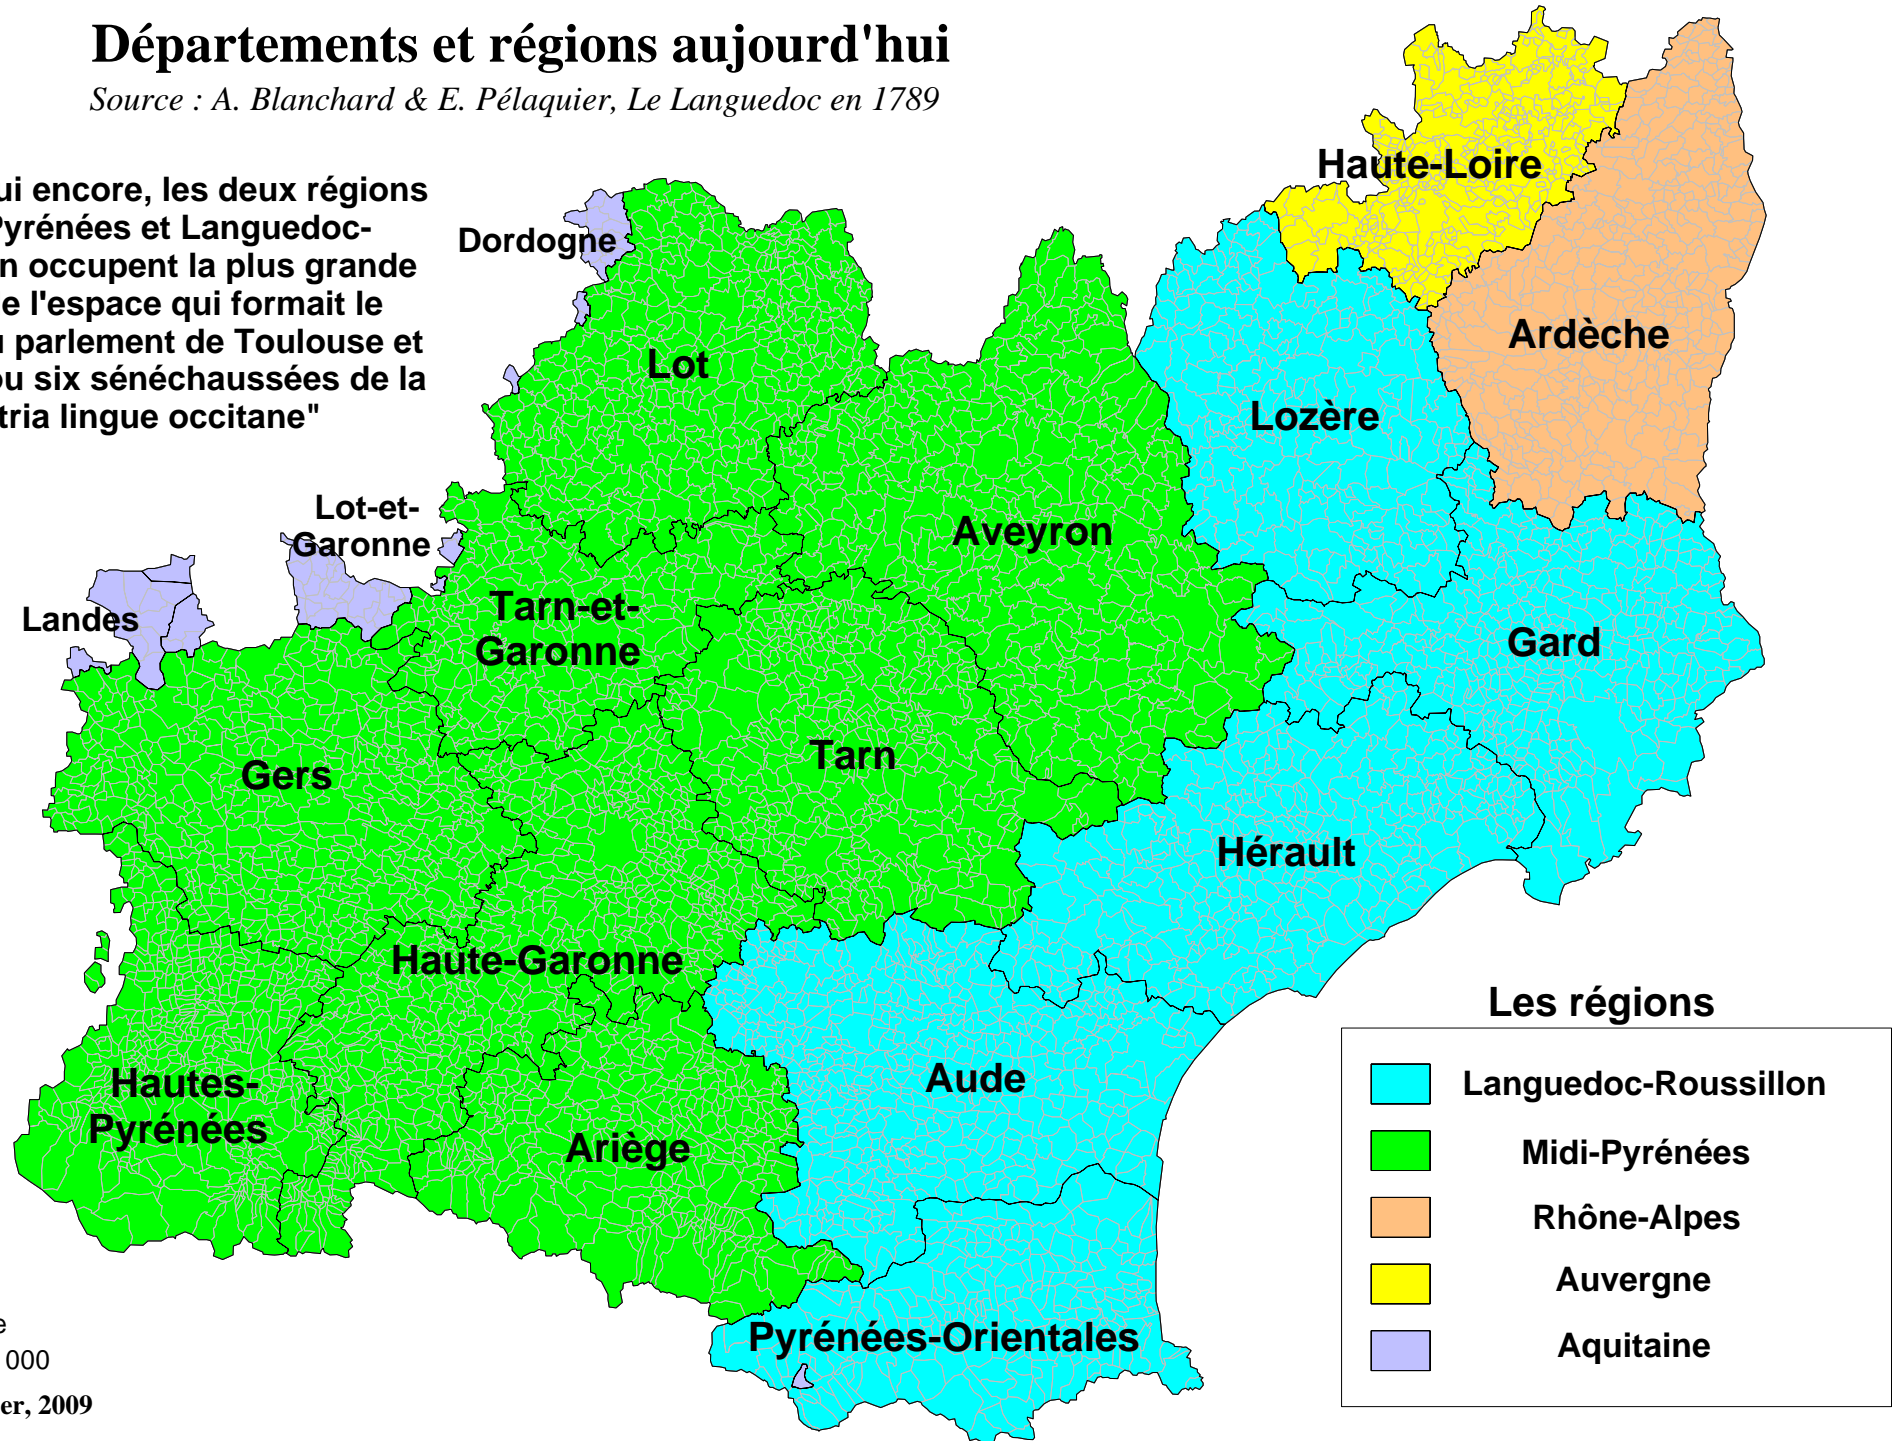 Départements et régions aujourd'hui
Source : A. Blanchard & E. Pélaquier, Le Languedoc en 1789
ui encore, les deux régions
Pyrénées et Languedoc-
n occupent la plus grande
e l'espace qui formait le
u parlement de Toulouse et
ou six sénéchaussées de la
tria lingue occitane"
Haute-Loire
Dordogne
Ardèche
Lot
Lozère
Lot-et-
Garonne
Aveyron
Landes
Tarn-et-
Garonne
Gard
Gers
Tarn
Hérault
Haute-Garonne
Hautes-
Pyrénées
Ariège
Aude
Pyrénées-Orientales
Les régions
Languedoc-Roussillon
Midi-Pyrénées
Rhône-Alpes
Auvergne
Aquitaine
e
000
er, 2009